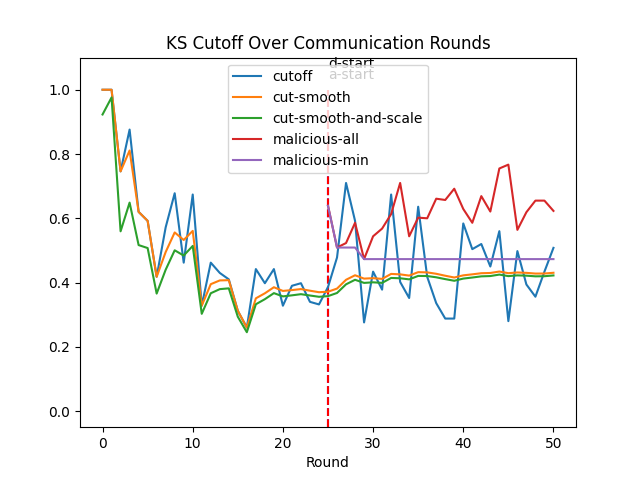 KS Cutoff Over Communication Rounds
d-start
a-start
cutoff
cut-smooth
cut-smooth-and-scale
malicious-all
malicious-min
1.0
0.8
0.6
0.4
0.2
0.0
0 10 20 30 40 50
Round